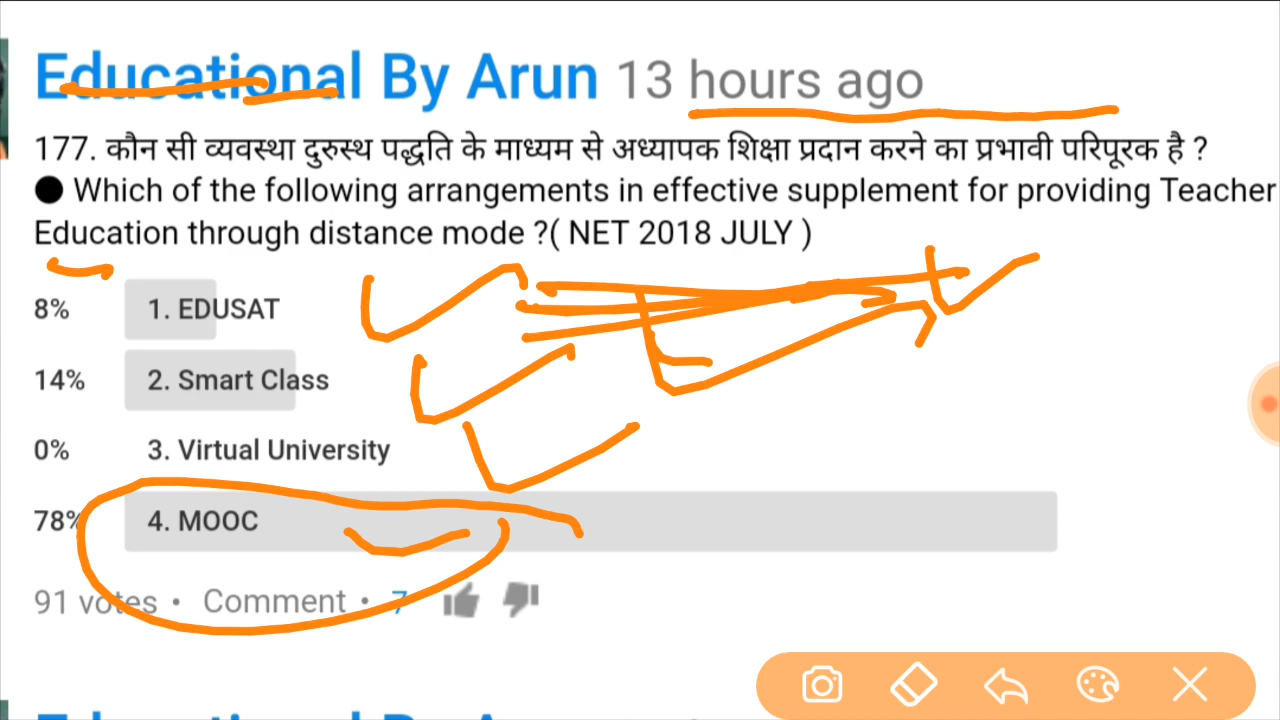 Educational By Arun 13 hours ago
177. कौन सी व्यवस्था दुरुस्थ पद्धति के माध्यम से अध्यापक शिक्षा प्रदान करने का प्रभावी परिपूरक है ?
● Which of the following arrangements in effective supplement for providing Teacher
Education through distance mode ?( NET 2018 JULY )
8% 1. EDUSAT
14% 2. Smart Class
0% 3. Virtual University
78% 4. MOOC
91 votes • Comment • 7